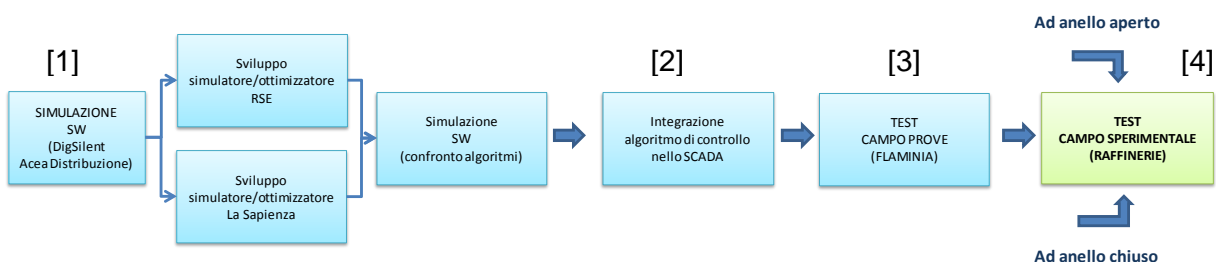 [1]
SIMULAZIONE
SW
(DigSilent
Acea Distribuzione)
Sviluppo
simulatore/ottimizzatore
RSE
Sviluppo
simulatore/ottimizzatore
La Sapienza
Simulazione
SW
(confronto algoritmi)
[2]
Integrazione
algoritmo di controllo
nello SCADA
[3]
TEST
CAMPO PROVE
(FLAMINIA)
Ad anello aperto
[4]
TEST
CAMPO SPERIMENTALE
(RAFFINERIE)
Ad anello chiuso